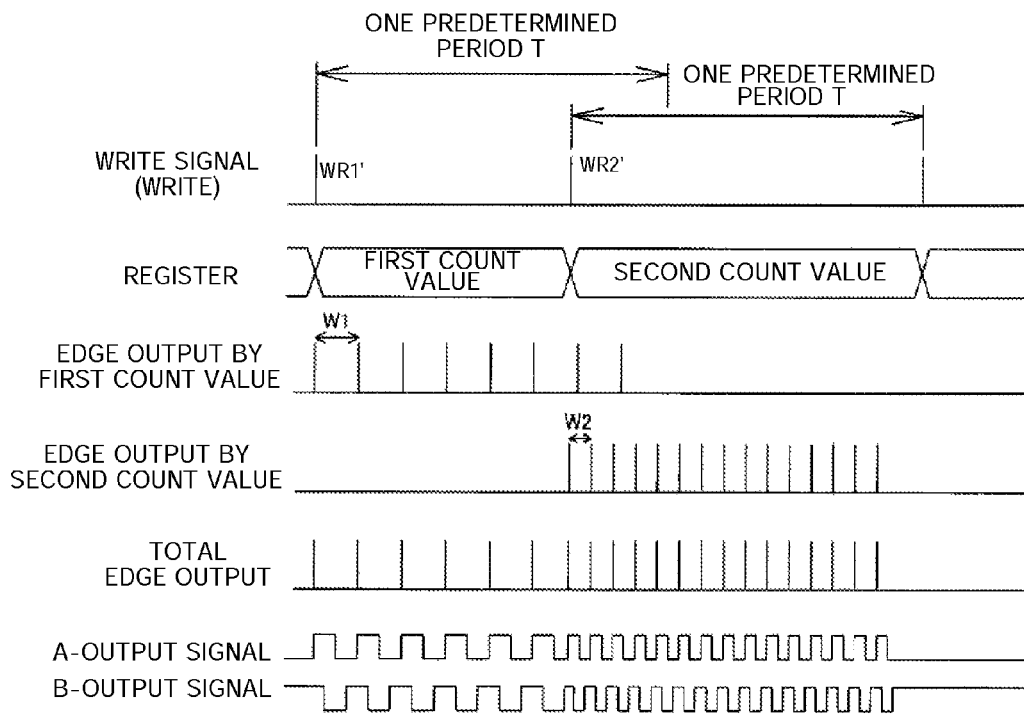 ONE PREDETERMINED
PERIOD T
ONE PREDETERMINED
PERIOD T
WRITE SIGNAL
(WRITE)
WR1'
WR2'
REGISTER
FIRST COUNT
VALUE
SECOND COUNT VALUE
W1
EDGE OUTPUT BY
FIRST COUNT VALUE
W2
EDGE OUTPUT BY
SECOND COUNT VALUE
TOTAL
EDGE OUTPUT
A-OUTPUT SIGNAL
B-OUTPUT SIGNAL